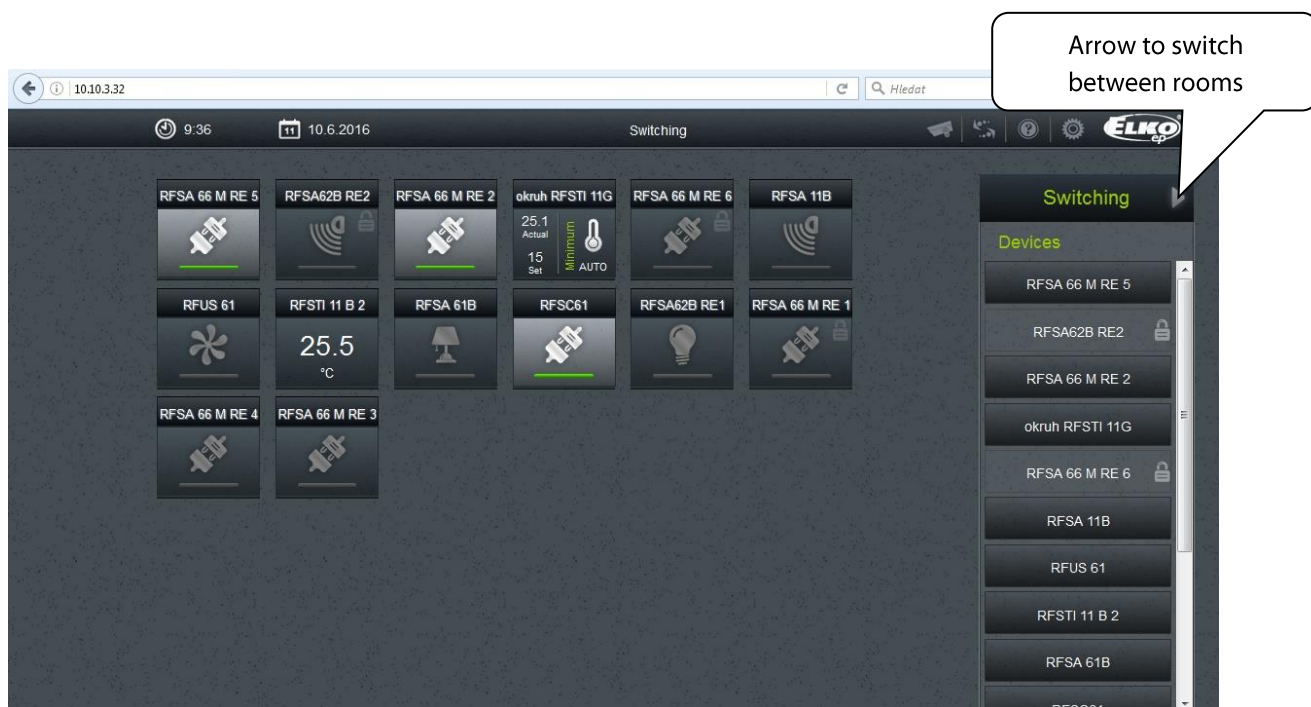 Arrow to switch
between rooms
10.10.3.32
Hledat
9:36
11 10.6.2016
Switching
ELKO
ep
RFSA 66 M RE 5
RFSA62B RE2
RFSA 66 M RE 2
okruh RFSTI 11G
RFSA 66 M RE 6
RFSA 11B
25.1
Actual
15
Set
Minimum
AUTO
RFUS 61
RFSTI 11 B 2
RFSA 61B
RFSC61
RFSA62B RE1
RFSA 66 M RE 1
25.5
°C
RFSA 66 M RE 4
RFSA 66 M RE 3
Switching
Devices
RFSA 66 M RE 5
RFSA62B RE2
RFSA 66 M RE 2
okruh RFSTI 11G
RFSA 66 M RE 6
RFSA 11B
RFUS 61
RFSTI 11 B 2
RFSA 61B